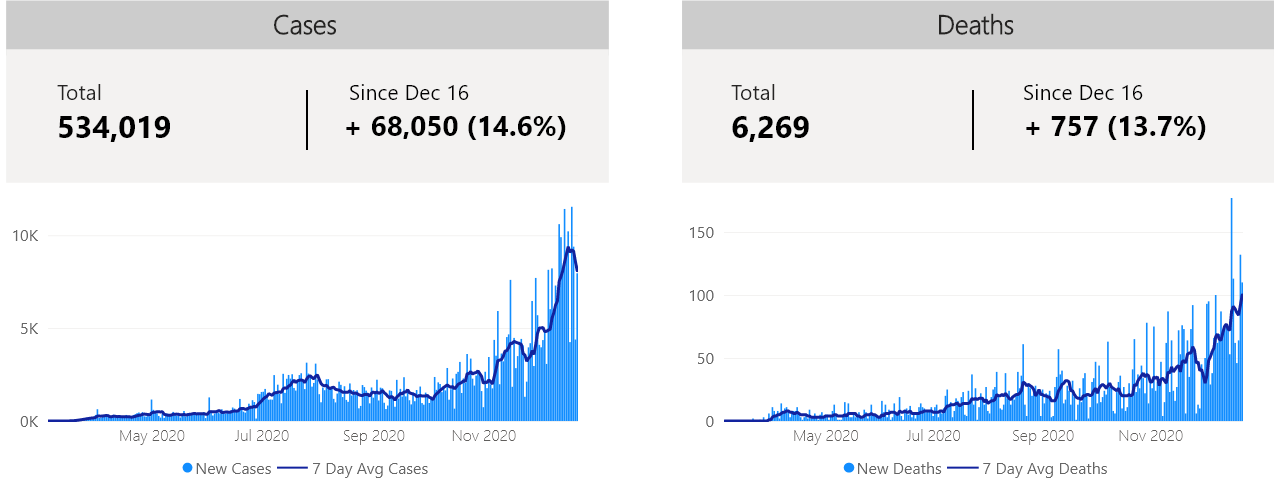 Cases
Total
Since Dec 16
534,019
+ 68,050 (14.6%)
10K
5K
0K
May 2020
Jul 2020
Sep 2020
Nov 2020
New Cases
7 Day Avg Cases
Deaths
Total
Since Dec 16
6,269
+ 757 (13.7%)
150
100
50
0
May 2020
Jul 2020
Sep 2020
Nov 2020
New Deaths
7 Day Avg Deaths